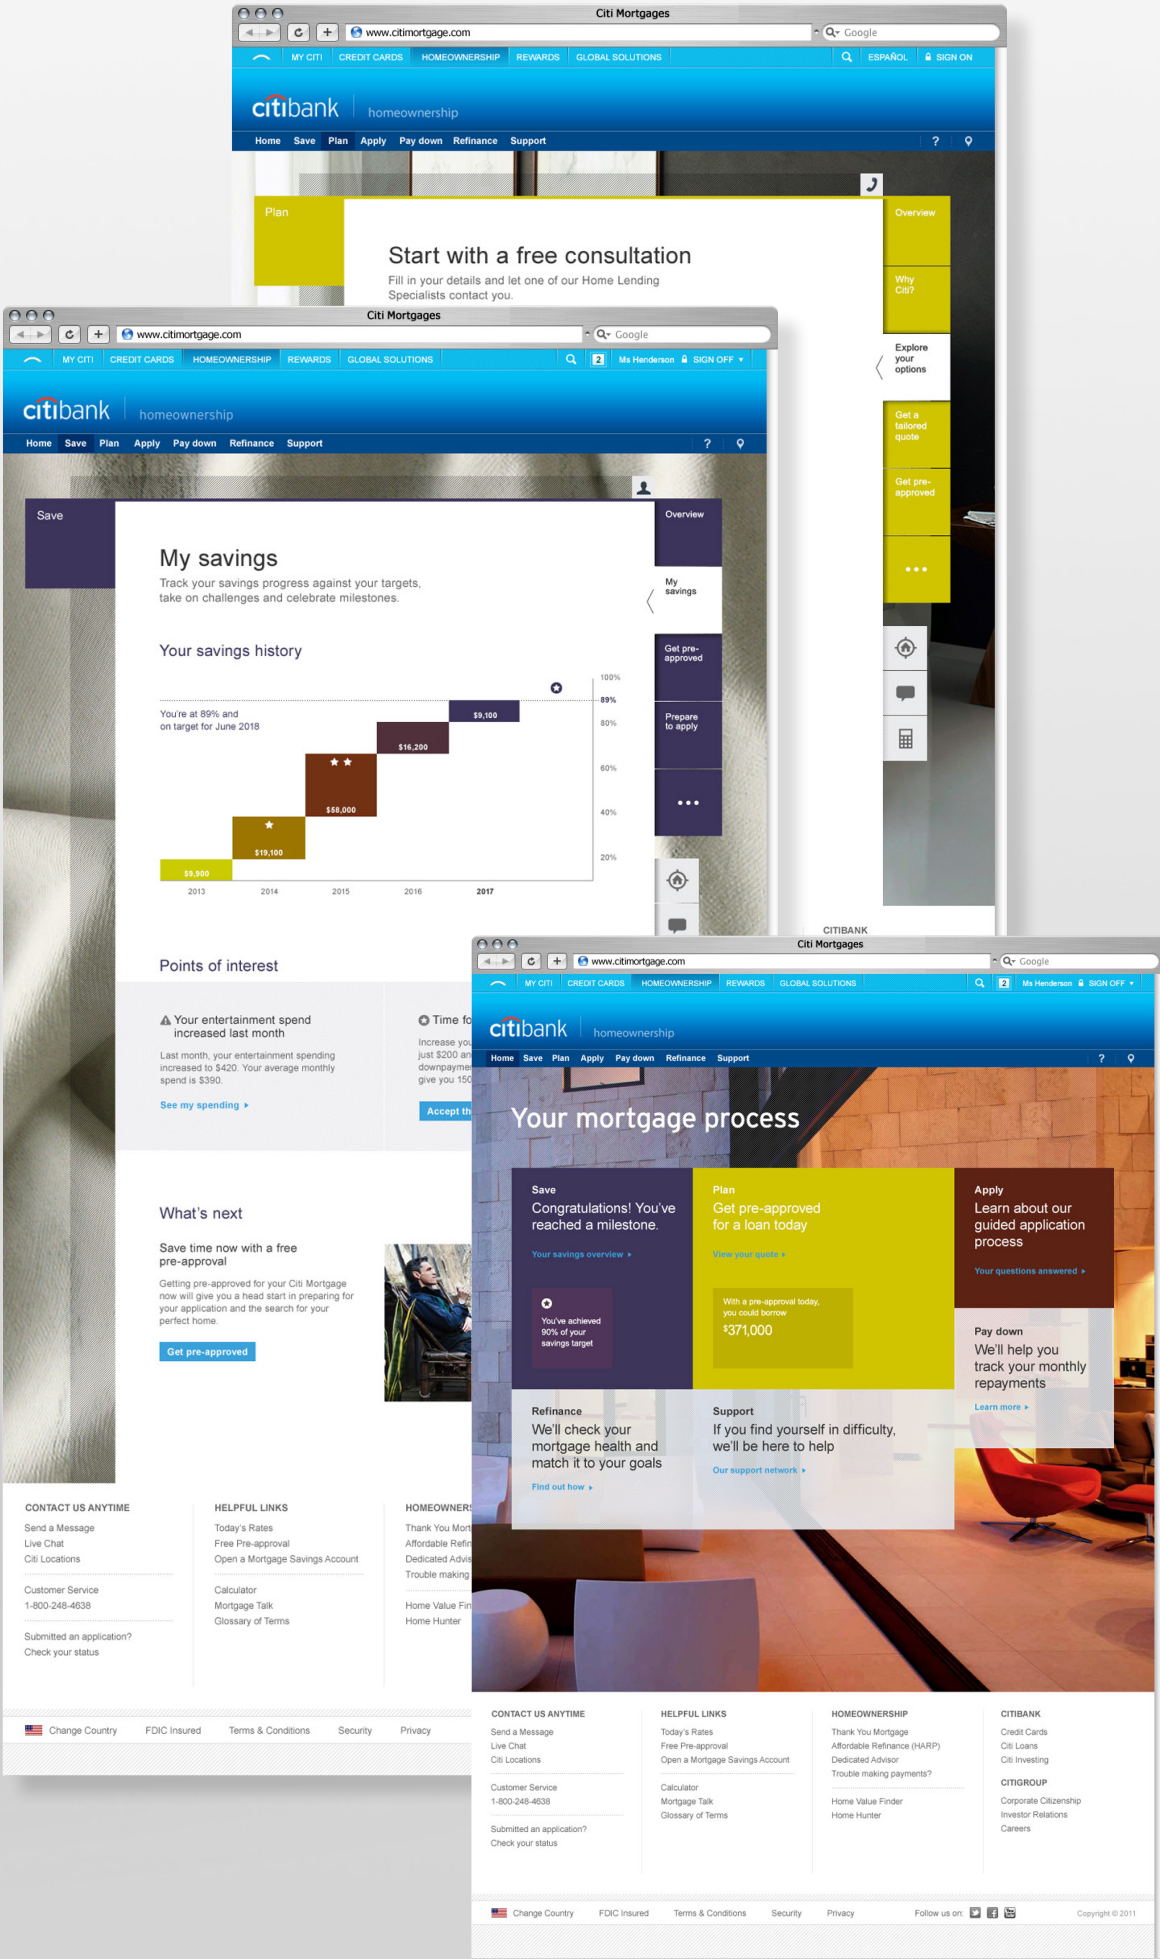 Citi Mortgages
www.citimortgage.com
Google
MY CITI CREDIT CARDS HOMEOWNERSHIP REWARDS GLOBAL SOLUTIONS ESPAÑOL SIGN ON
citibank homeownership
Home Save Plan Apply Pay down Refinance Support ?
Plan
Start with a free consultation
Fill in your details and let one of our Home Lending
Specialists contact you.
Overview
Why
Citi?
Explore
your
options
Get a
tailored
quote
Get pre-
approved
CITIBANK
Citi Mortgages
www.citimortgage.com
Google
MY CITI CREDIT CARDS HOMEOWNERSHIP REWARDS GLOBAL SOLUTIONS 2 Ms Henderson SIGN OFF
citibank homeownership
Home Save Plan Apply Pay down Refinance Support ?
Save
My savings
Track your savings progress against your targets,
take on challenges and celebrate milestones.
Overview
My
savings
Get pre-
approved
Prepare
to apply
Your savings history
You're at 89% and
on target for June 2018
100%
89%
80%
60%
40%
20%
$9,100
$16,200
$58,000
$19,100
$9,900
2013 2014 2015 2016 2017
Points of interest
Your entertainment spend
increased last month
Last month, your entertainment spending
increased to $420. Your average monthly
spend is $390.
See my spending
Time fo
Increase you
just $200 an
downpayme
give you 150
Accept th
What's next
Save time now with a free
pre-approval
Getting pre-approved for your Citi Mortgage
now will give you a head start in preparing for
your application and the search for your
perfect home.
Get pre-approved
CONTACT US ANYTIME
Send a Message
Live Chat
Citi Locations
Customer Service
1-800-248-4638
Submitted an application?
Check your status
HELPFUL LINKS
Today's Rates
Free Pre-approval
Open a Mortgage Savings Account
Calculator
Mortgage Talk
Glossary of Terms
HOMEOWNERS
Thank You Mort
Affordable Refin
Dedicated Advis
Trouble making
Home Value Fin
Home Hunter
Change Country FDIC Insured Terms & Conditions Security Privacy
Citi Mortgages
www.citimortgage.com
Google
MY CITI CREDIT CARDS HOMEOWNERSHIP REWARDS GLOBAL SOLUTIONS 2 Ms Henderson SIGN OFF
citibank homeownership
Home Save Plan Apply Pay down Refinance Support ?
Your mortgage process
Save
Congratulations! You've
reached a milestone.
Your savings overview
You've achieved
90% of your
savings target
Plan
Get pre-approved
for a loan today
View your quote
With a pre-approval today,
you could borrow
$371,000
Apply
Learn about our
guided application
process
Your questions answered
Pay down
We'll help you
track your monthly
repayments
Learn more
Refinance
We'll check your
mortgage health and
match it to your goals
Find out how
Support
If you find yourself in difficulty,
we'll be here to help
Our support network
CONTACT US ANYTIME
Send a Message
Live Chat
Citi Locations
Customer Service
1-800-248-4638
Submitted an application?
Check your status
HELPFUL LINKS
Today's Rates
Free Pre-approval
Open a Mortgage Savings Account
Calculator
Mortgage Talk
Glossary of Terms
HOMEOWNERSHIP
Thank You Mortgage
Affordable Refinance (HARP)
Dedicated Advisor
Trouble making payments?
Home Value Finder
Home Hunter
CITIBANK
Credit Cards
Citi Loans
Citi Investing
CITIGROUP
Corporate Citizenship
Investor Relations
Careers
Change Country FDIC Insured Terms & Conditions Security Privacy Follow us on: Copyright © 2011